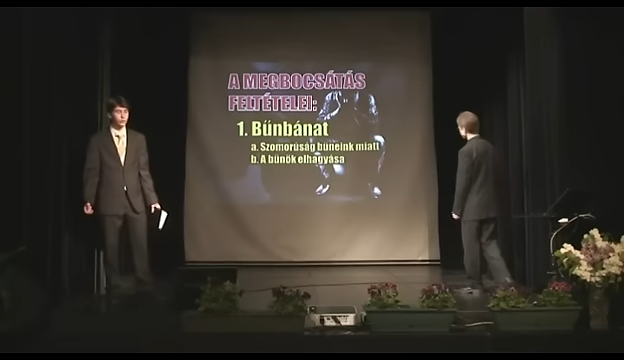 A MEGBOCSÁTÁS
FELTÉTELEI:
1. Bűnbánat
a. Szomorúság bűneink miatt
b. A bűnök elhagyása